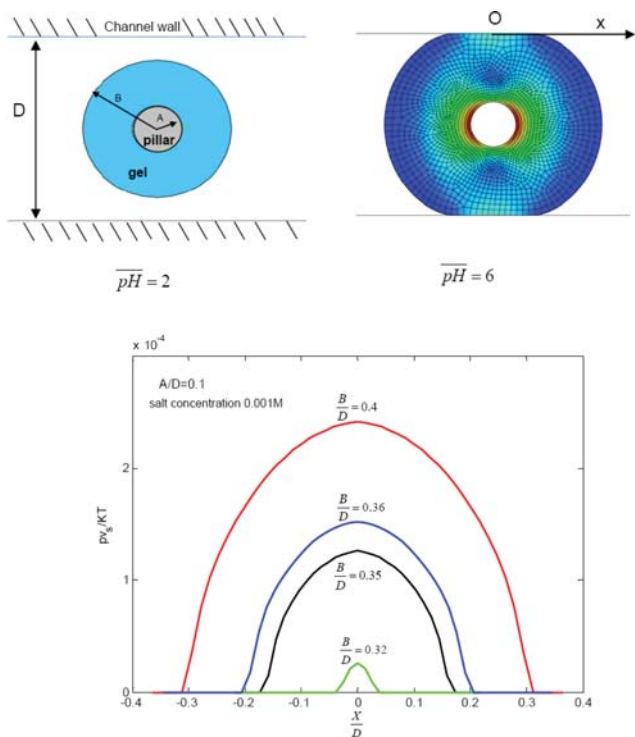 Channel wall
D
B
A
pillar
gel
pH = 2
O
X
pH = 6
x 10⁻⁴
A/D=0.1
salt concentration 0.001M
B/D = 0.4
B/D = 0.36
B/D = 0.35
B/D = 0.32
pvₛ/KT
4
2
1
0
-0.4 -0.3 -0.2 -0.1 0 0.1 0.2 0.3 0.4
X/D